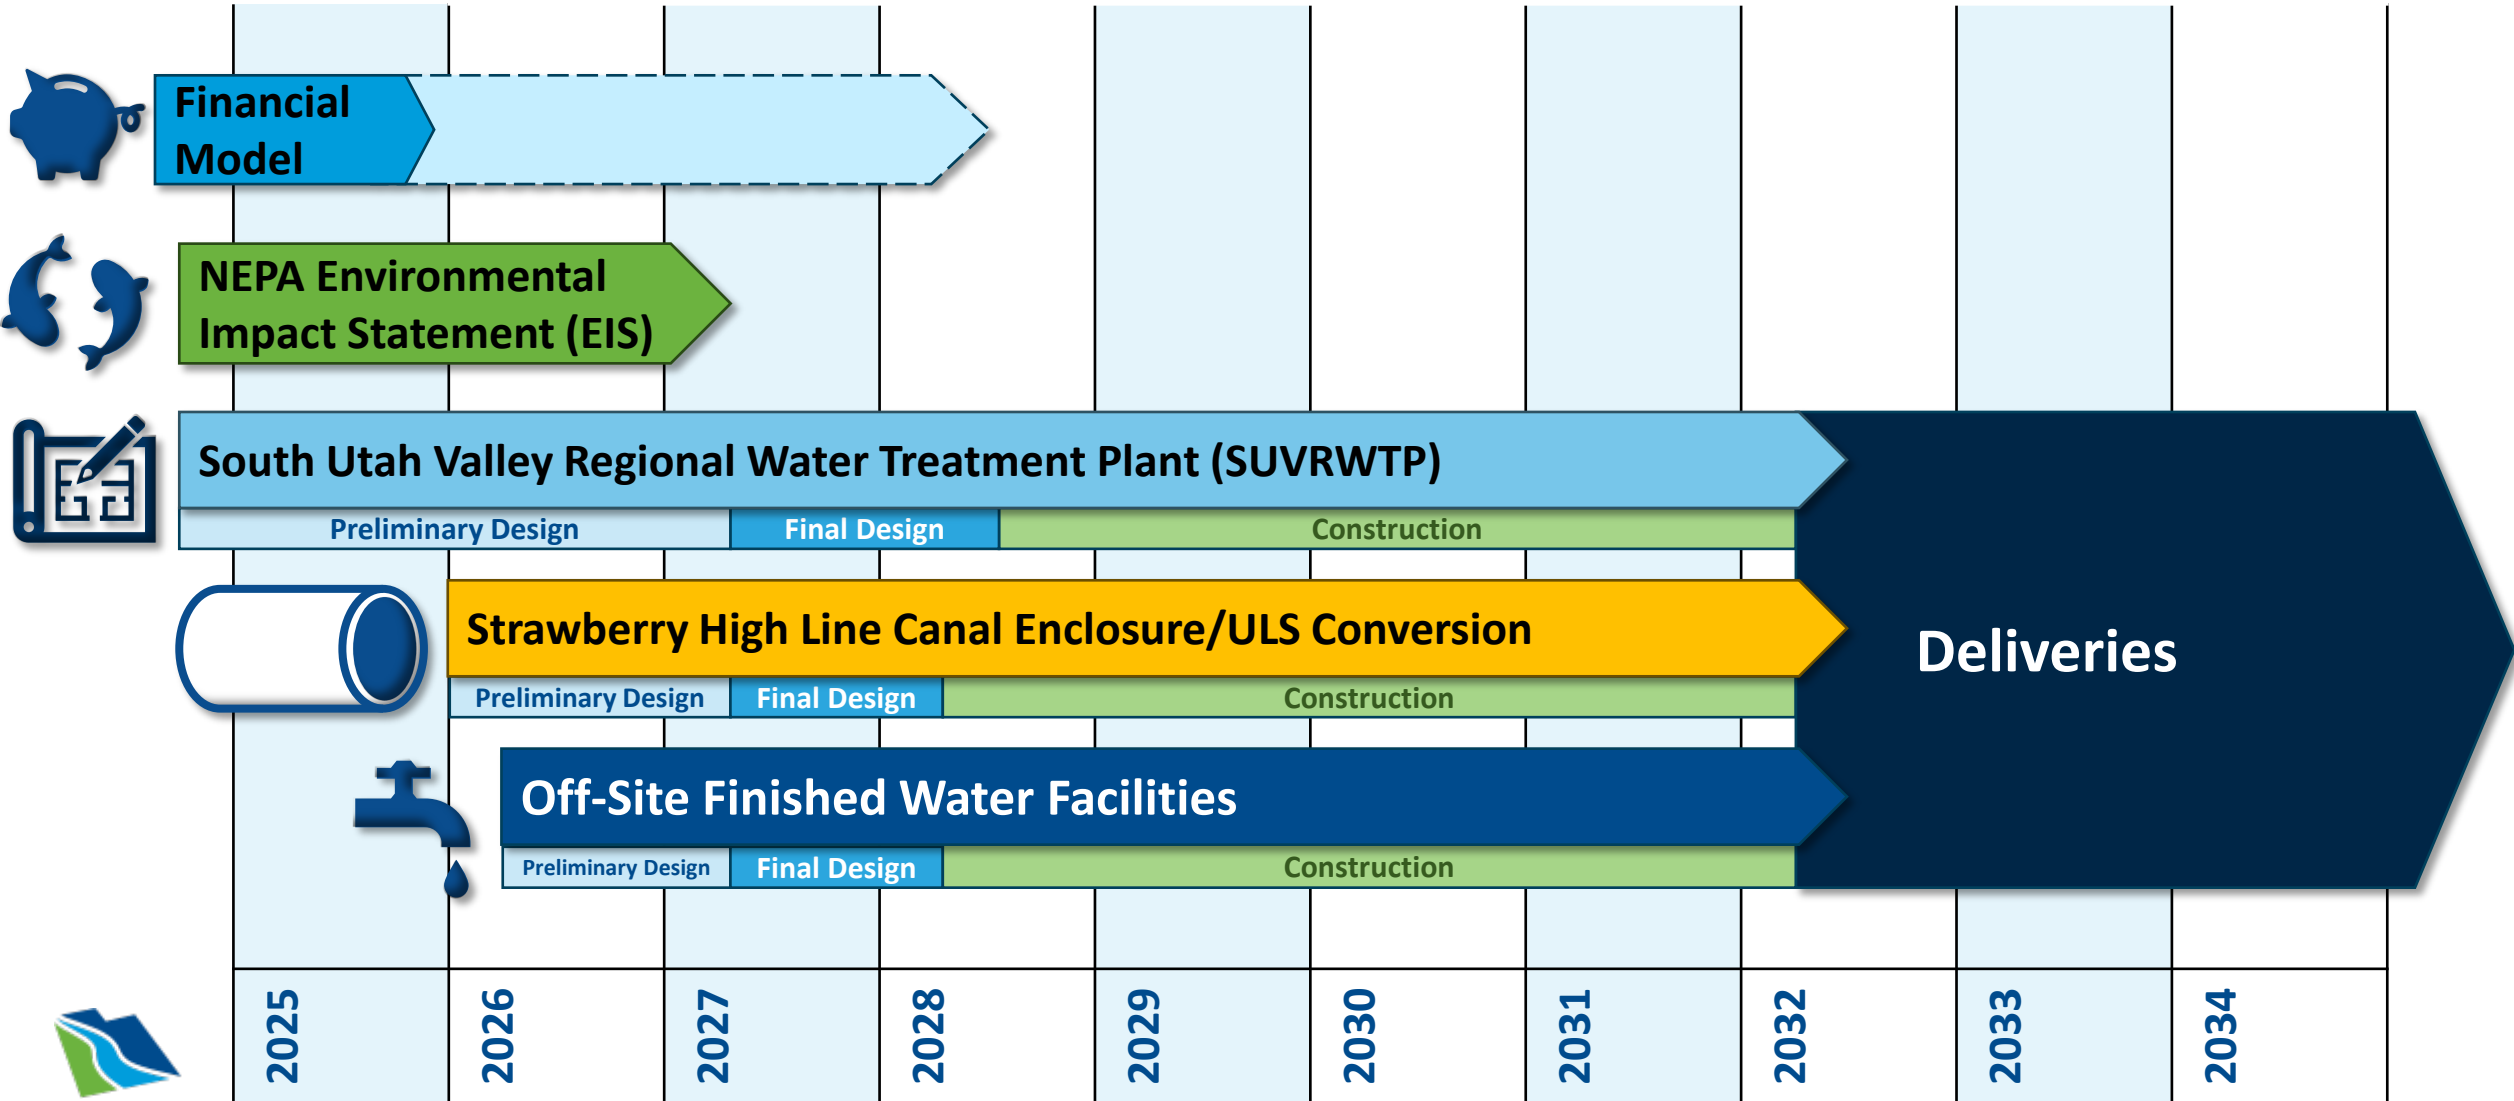 Financial
Model
NEPA Environmental
Impact Statement (EIS)
South Utah Valley Regional Water Treatment Plant (SUVRWTP)
Preliminary Design
Final Design
Construction
Strawberry High Line Canal Enclosure/ULS Conversion
Preliminary Design
Final Design
Construction
Deliveries
Off-Site Finished Water Facilities
Preliminary Design
Final Design
Construction
2025
2026
2027
2028
2029
2030
2031
2032
2033
2034